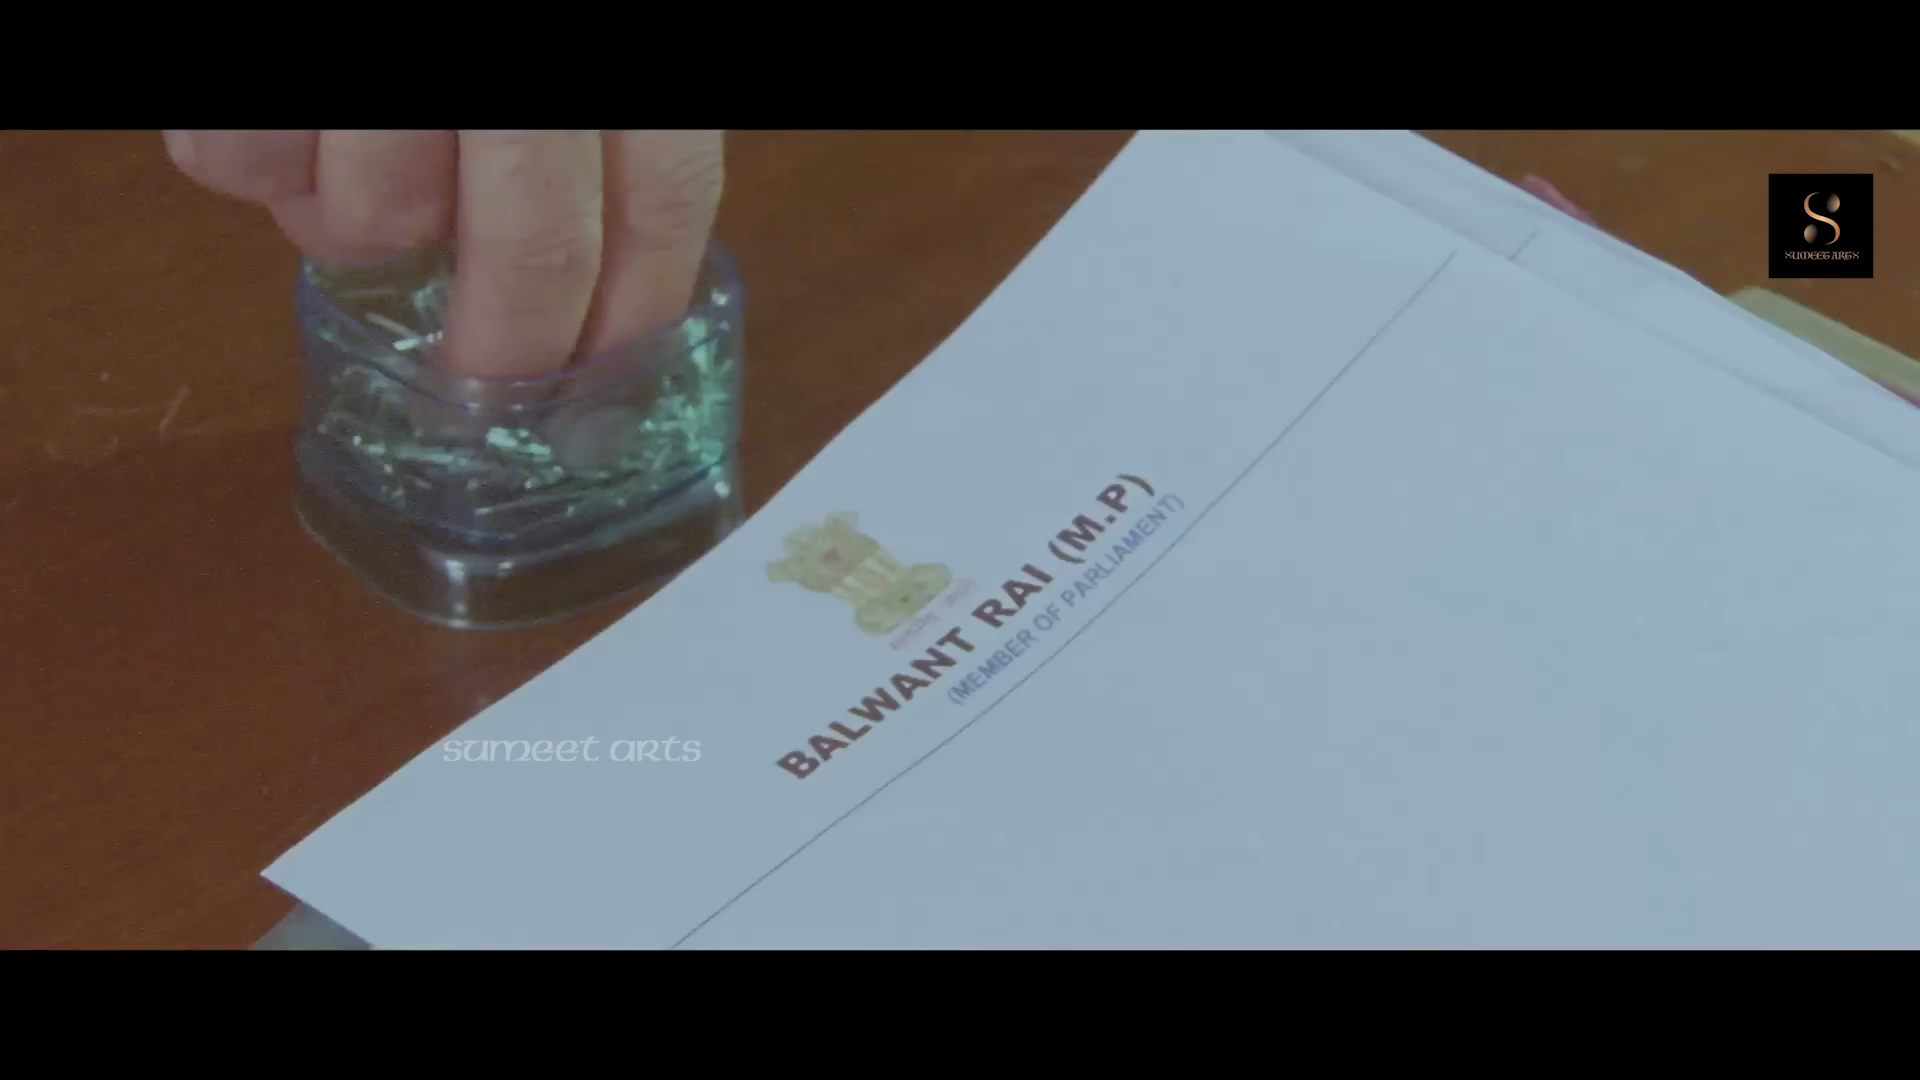 SUMEET ARTS
BALWANT RAI (M.P)
(MEMBER OF PARLIAMENT)
sumeet arts